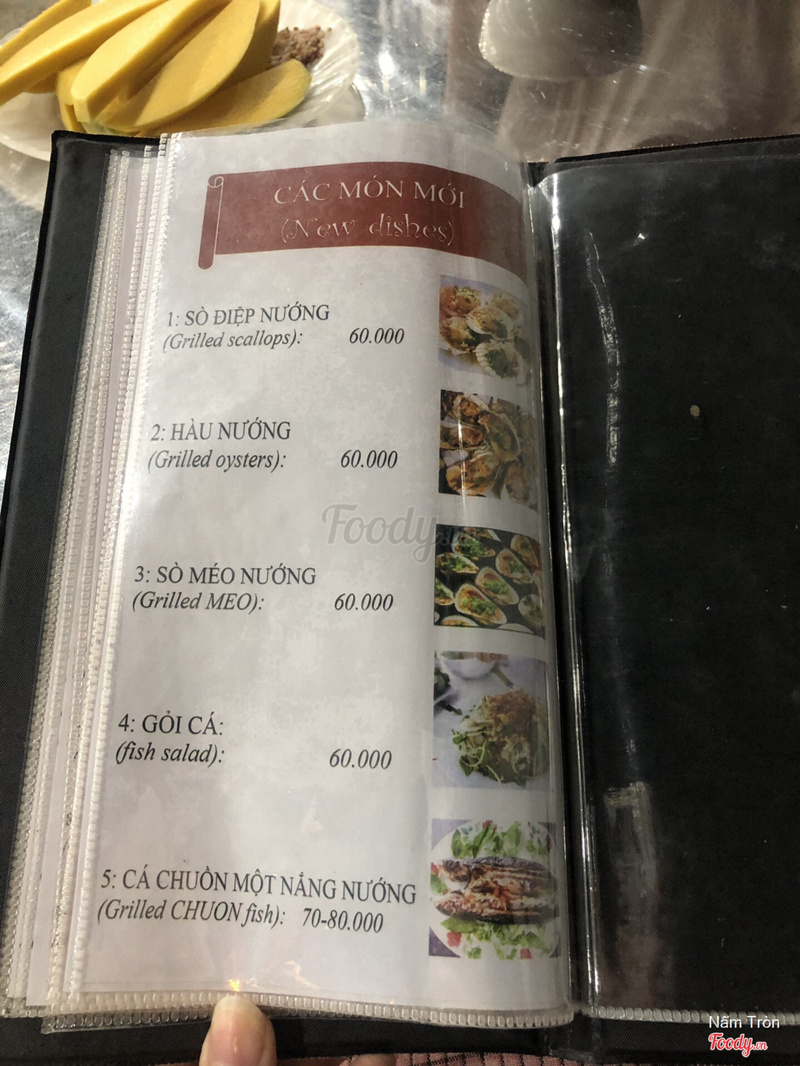 CÁC MÓN MỚI
(New dishes)
1: SÒ ĐIỆP NƯỚNG
(Grilled scallops): 60.000
2: HÀU NƯỚNG
(Grilled oysters): 60.000
Foody.vn
3: SÒ MÉO NƯỚNG
(Grilled MEO): 60.000
4: GỎI CÁ:
(fish salad): 60.000
5: CÁ CHUỒN MỘT NẮNG NƯỚNG
(Grilled CHUON fish): 70-80.000
Nấm Tròn
Foody.vn